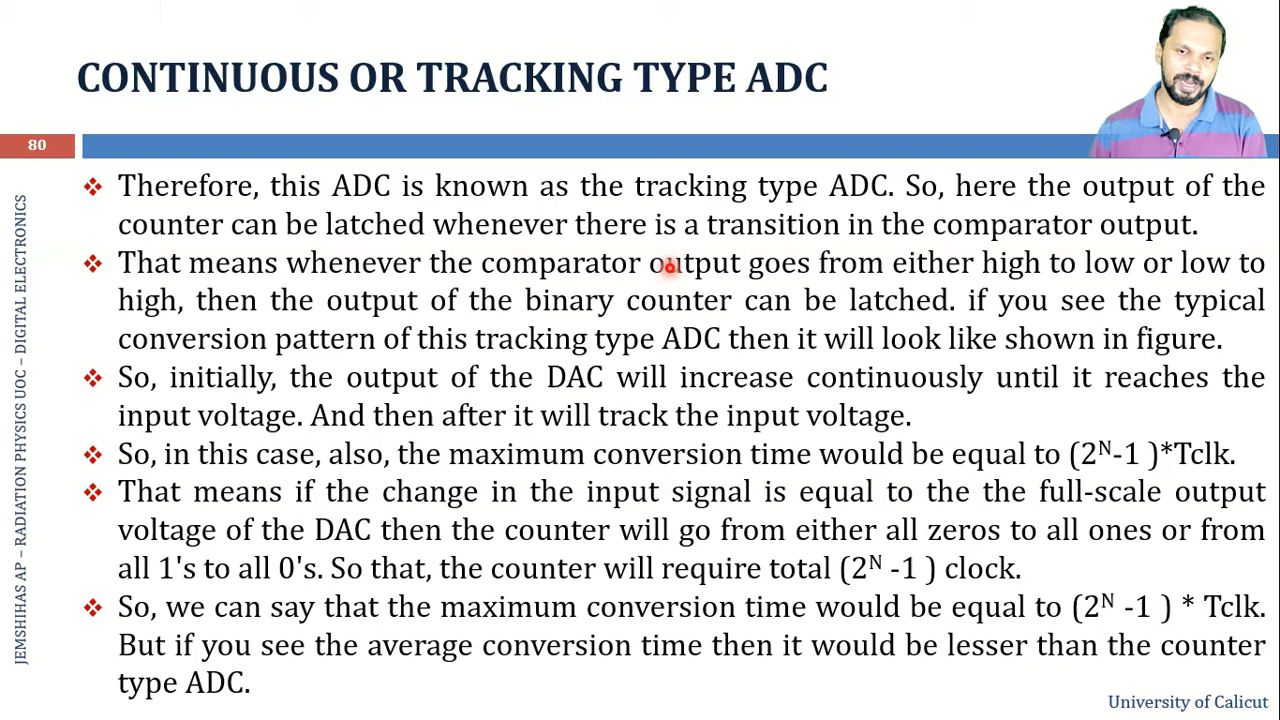 CONTINUOUS OR TRACKING TYPE ADC
80
JEMSHHAS AP – RADIATION PHYSICS UOC – DIGITAL ELECTRONICS
❖ Therefore, this ADC is known as the tracking type ADC. So, here the output of the
counter can be latched whenever there is a transition in the comparator output.
❖ That means whenever the comparator output goes from either high to low or low to
high, then the output of the binary counter can be latched. if you see the typical
conversion pattern of this tracking type ADC then it will look like shown in figure.
❖ So, initially, the output of the DAC will increase continuously until it reaches the
input voltage. And then after it will track the input voltage.
❖ So, in this case, also, the maximum conversion time would be equal to (2ᴺ-1 )*Tclk.
❖ That means if the change in the input signal is equal to the the full-scale output
voltage of the DAC then the counter will go from either all zeros to all ones or from
all 1's to all 0's. So that, the counter will require total (2ᴺ -1 ) clock.
❖ So, we can say that the maximum conversion time would be equal to (2ᴺ -1 ) * Tclk.
But if you see the average conversion time then it would be lesser than the counter
type ADC.
University of Calicut